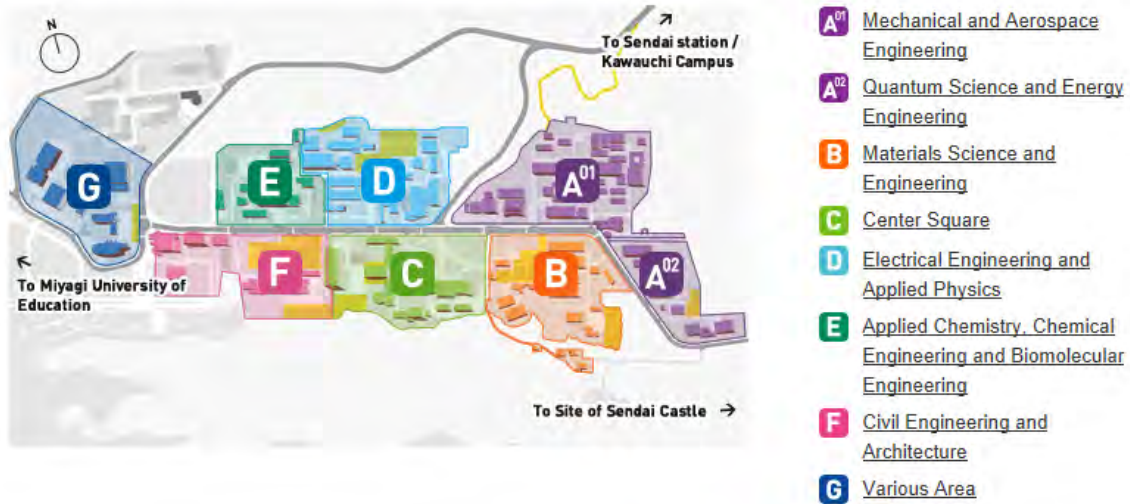 N
To Sendai station /
Kawauchi Campus
G
E
D
A01
F
C
B
A02
To Miyagi University of
Education
To Site of Sendai Castle →
A01 Mechanical and Aerospace
Engineering
A02 Quantum Science and Energy
Engineering
B Materials Science and
Engineering
C Center Square
D Electrical Engineering and
Applied Physics
E Applied Chemistry, Chemical
Engineering and Biomolecular
Engineering
F Civil Engineering and
Architecture
G Various Area